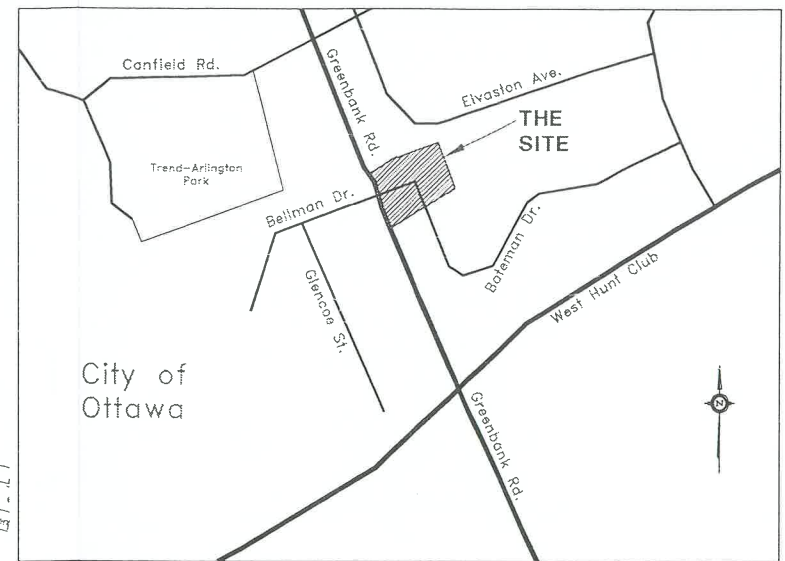 Canfield Rd.
Greenbank Rd.
Elvaston Ave.
THE
SITE
Trend-Arlington
Park
Bellman Dr.
Bateman Dr.
Glencoe St.
West Hunt Club
City of
Ottawa
N
Greenbank Rd.